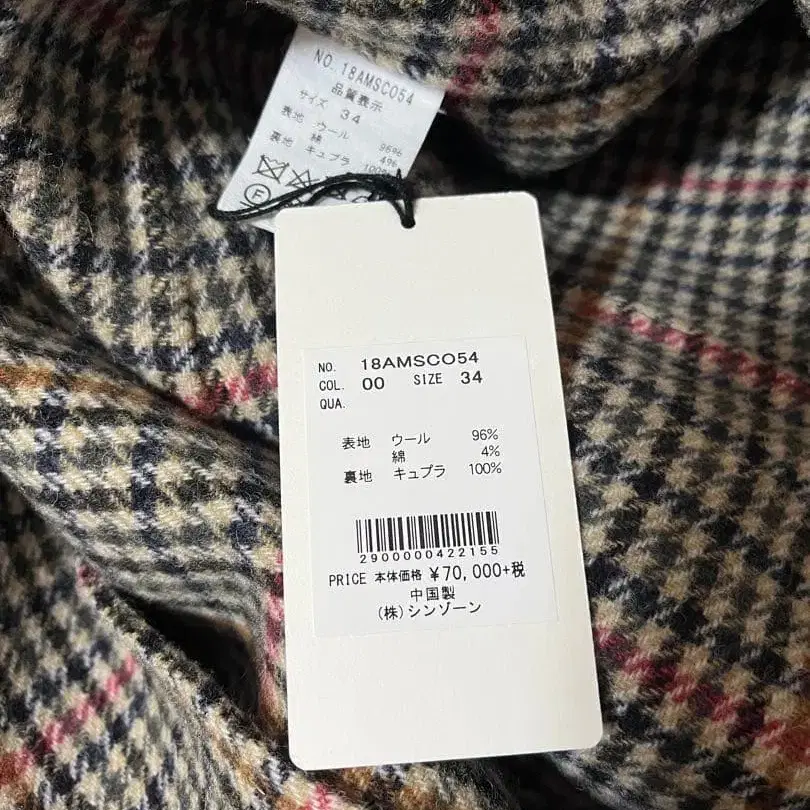 NO. 18AMSCO54
品質表示
サイズ 34
表地 ウール 96%
綿 4%
裏地 キュプラ 100%
F
NO. 18AMSCO54
COL. 00 SIZE 34
QUA.
表地 ウール 96%
綿 4%
裏地 キュプラ 100%
2900000422155
PRICE 本体価格 ¥70,000+税
中国製
(株)シンゾーン